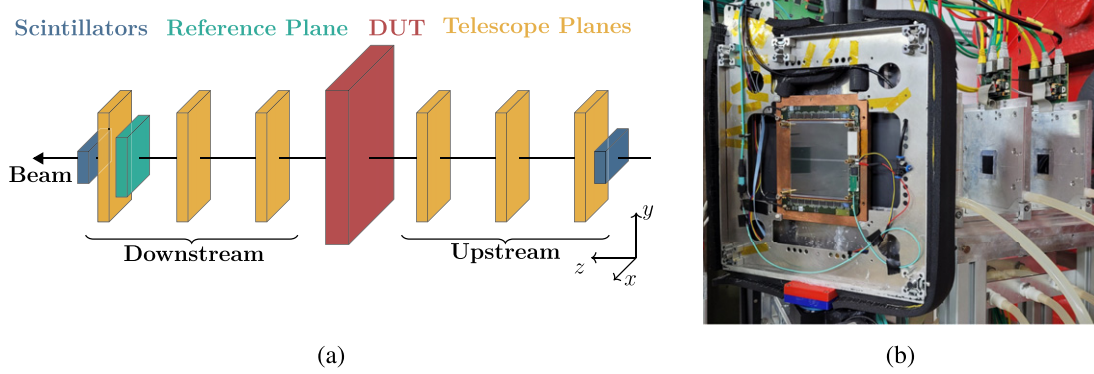 Scintillators Reference Plane DUT Telescope Planes
Beam
Downstream
Upstream
y
z
x
(a)
(b)